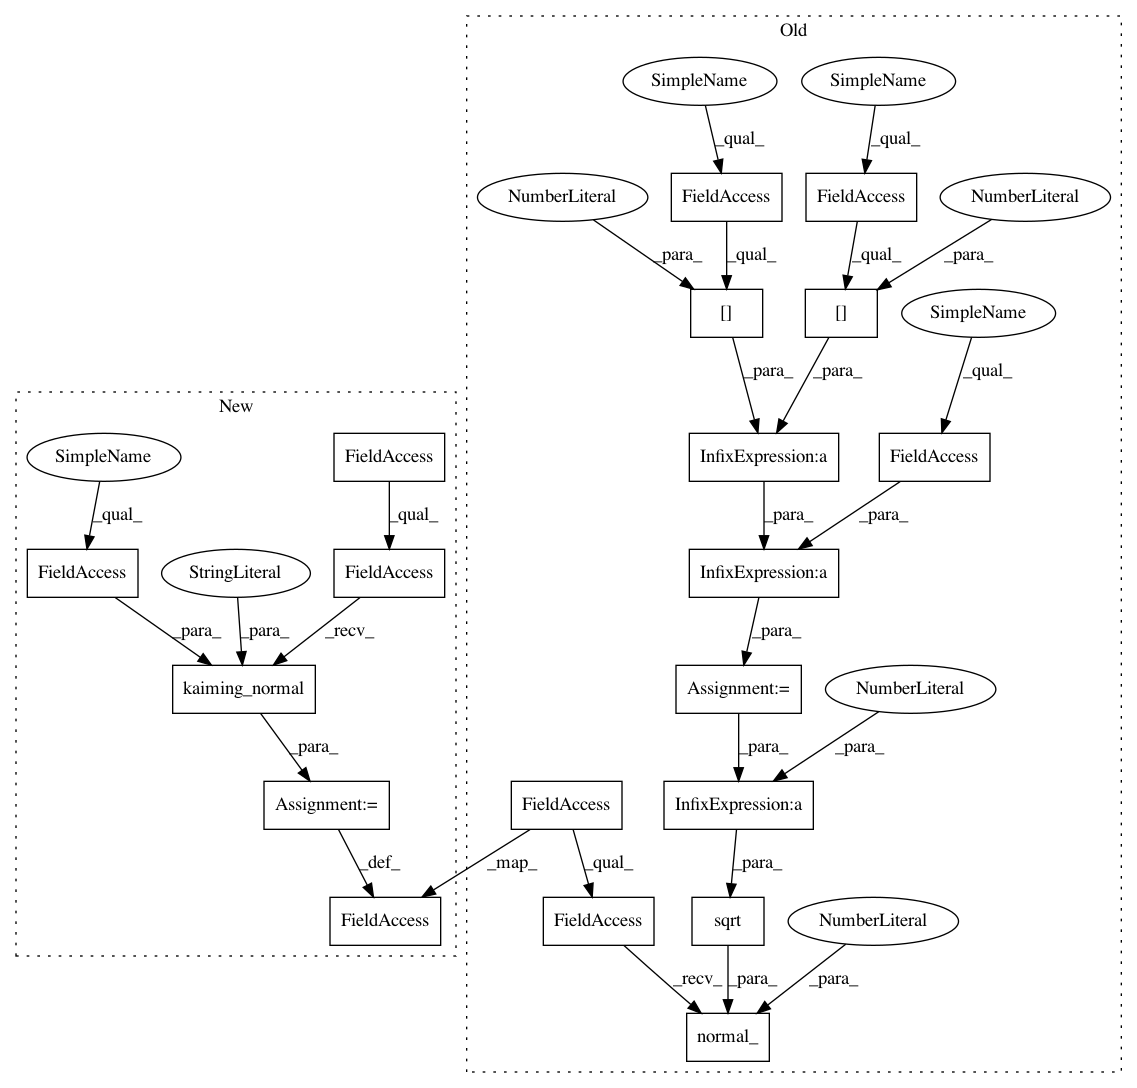 Old
SimpleName
SimpleName
_qual_
_qual_
NumberLiteral
FieldAccess
FieldAccess
NumberLiteral
_para_
_qual_
_qual_
_para_
[]
[]
SimpleName
_para_
_para_
_qual_
New
SimpleName
FieldAccess
InfixExpression:a
FieldAccess
_qual_
_qual_
_para_
_para_
FieldAccess
StringLiteral
FieldAccess
InfixExpression:a
_para_
_para_
_recv_
_para_
kaiming_normal
Assignment:=
NumberLiteral
_para_
_para_
_para_
Assignment:=
FieldAccess
InfixExpression:a
_def_
_map_
_qual_
_para_
FieldAccess
FieldAccess
sqrt
NumberLiteral
_recv_
_para_
_para_
normal_